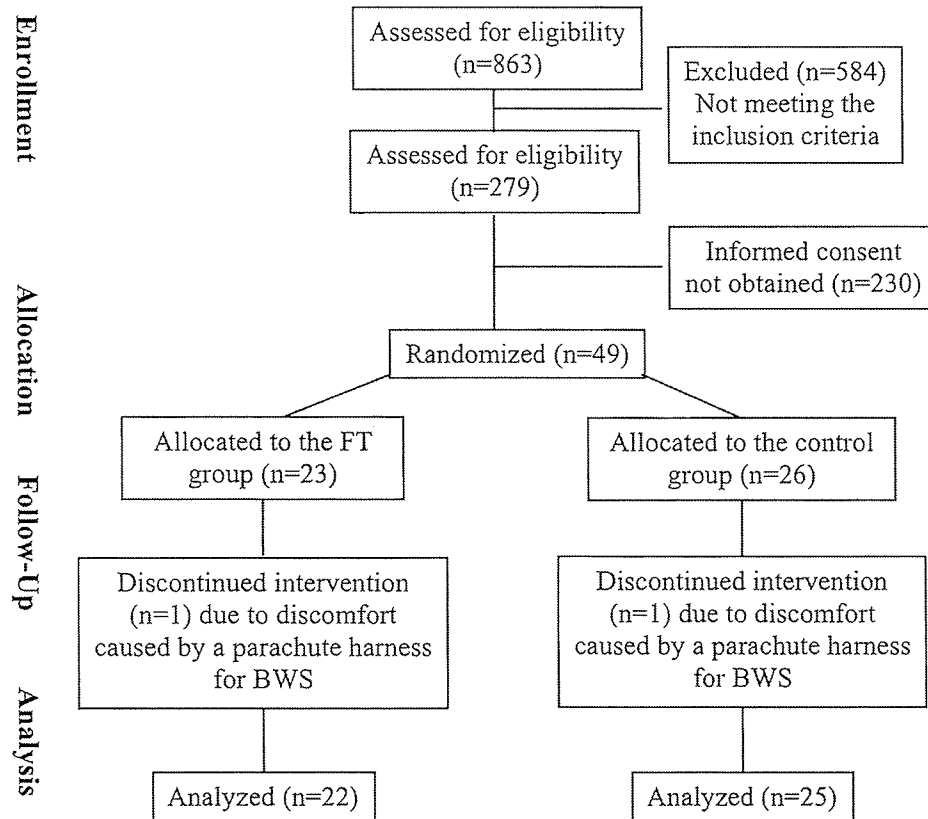 Enrollment
Assessed for eligibility
(n=863)
Excluded (n=584)
Not meeting the
inclusion criteria
Assessed for eligibility
(n=279)
Informed consent
not obtained (n=230)
Allocation
Randomized (n=49)
Allocated to the FT
group (n=23)
Allocated to the control
group (n=26)
Follow-Up
Discontinued intervention
(n=1) due to discomfort
caused by a parachute harness
for BWS
Discontinued intervention
(n=1) due to discomfort
caused by a parachute harness
for BWS
Analysis
Analyzed (n=22)
Analyzed (n=25)